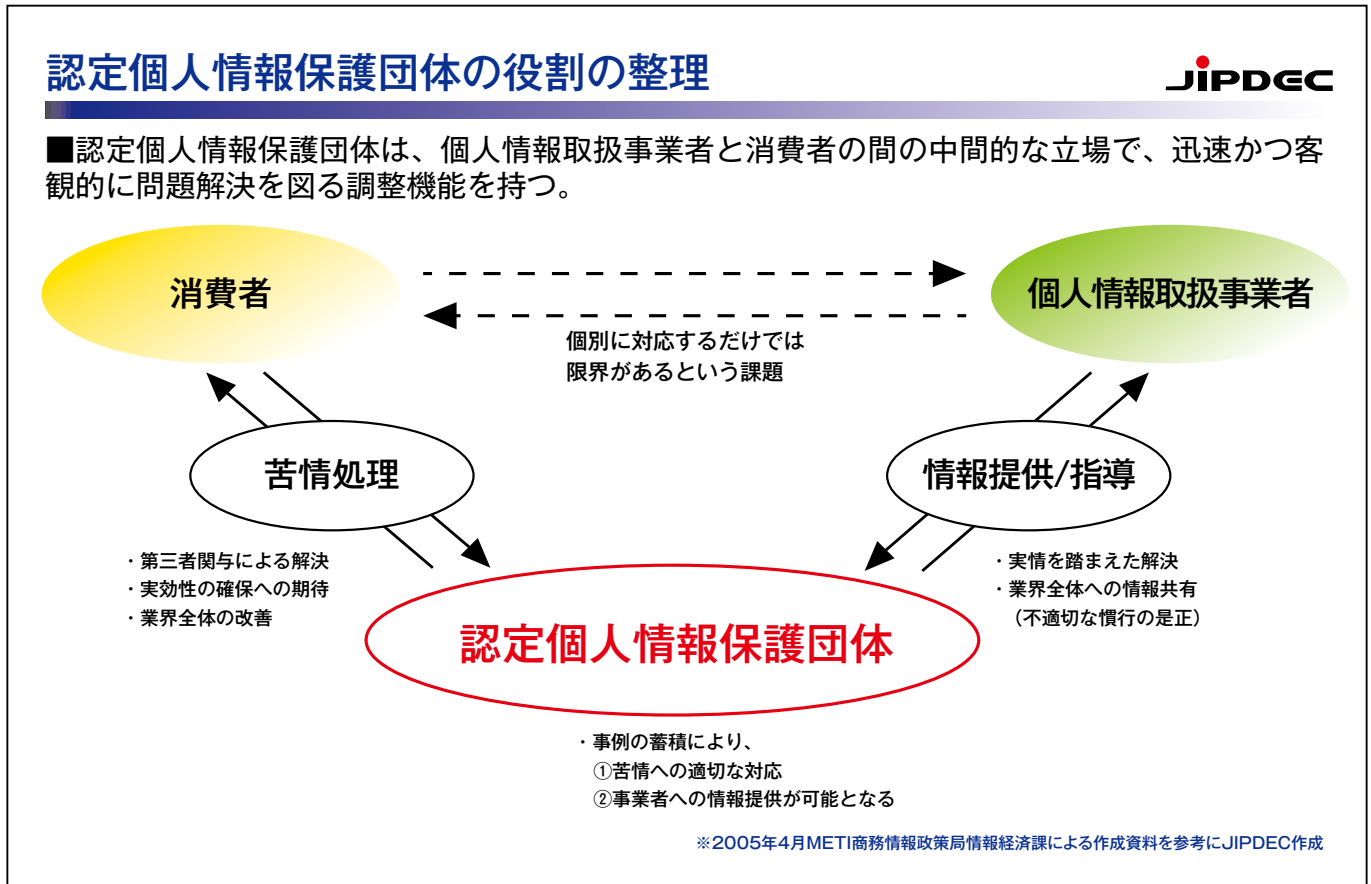 認定個人情報保護団体の役割の整理
JIPDEC
■認定個人情報保護団体は、個人情報取扱事業者と消費者の間の中間的な立場で、迅速かつ客
観的に問題解決を図る調整機能を持つ。
消費者
個人情報取扱事業者
個別に対応するだけでは
限界があるという課題
苦情処理
情報提供/指導
・第三者関与による解決
・実効性の確保への期待
・業界全体の改善
・実情を踏まえた解決
・業界全体への情報共有
（不適切な慣行の是正）
認定個人情報保護団体
・事例の蓄積により、
①苦情への適切な対応
②事業者への情報提供が可能となる
※2005年4月METI商務情報政策局情報経済課による作成資料を参考にJIPDEC作成